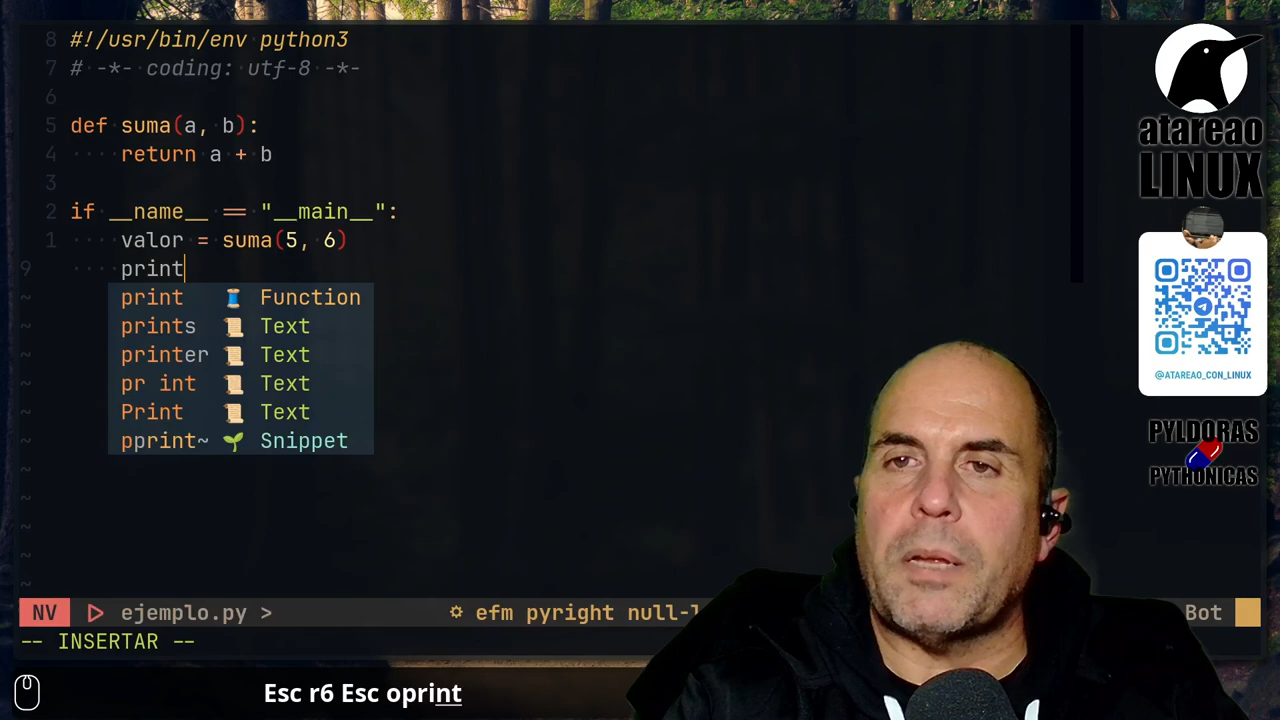 8 #!/usr/bin/env python3
7 # -*- coding: utf-8 -*-
6
5 def suma(a, b):
4 ····return a + b
3
2 if __name__ == "__main__":
1 ····valor = suma(5, 6)
9 ····print
~ print 🧵 Function
~ prints 📜 Text
~ printer 📜 Text
~ pr int 📜 Text
~ Print 📜 Text
~ pprint~ 🌱 Snippet
~
~
~
~
~
NV ejemplo.py > efm pyright null-l Bot
-- INSERTAR --
Esc r6 Esc oprint
atareao
LINUX
@ATAREAO_CON_LINUX
PYLDORAS
PYTHONICAS